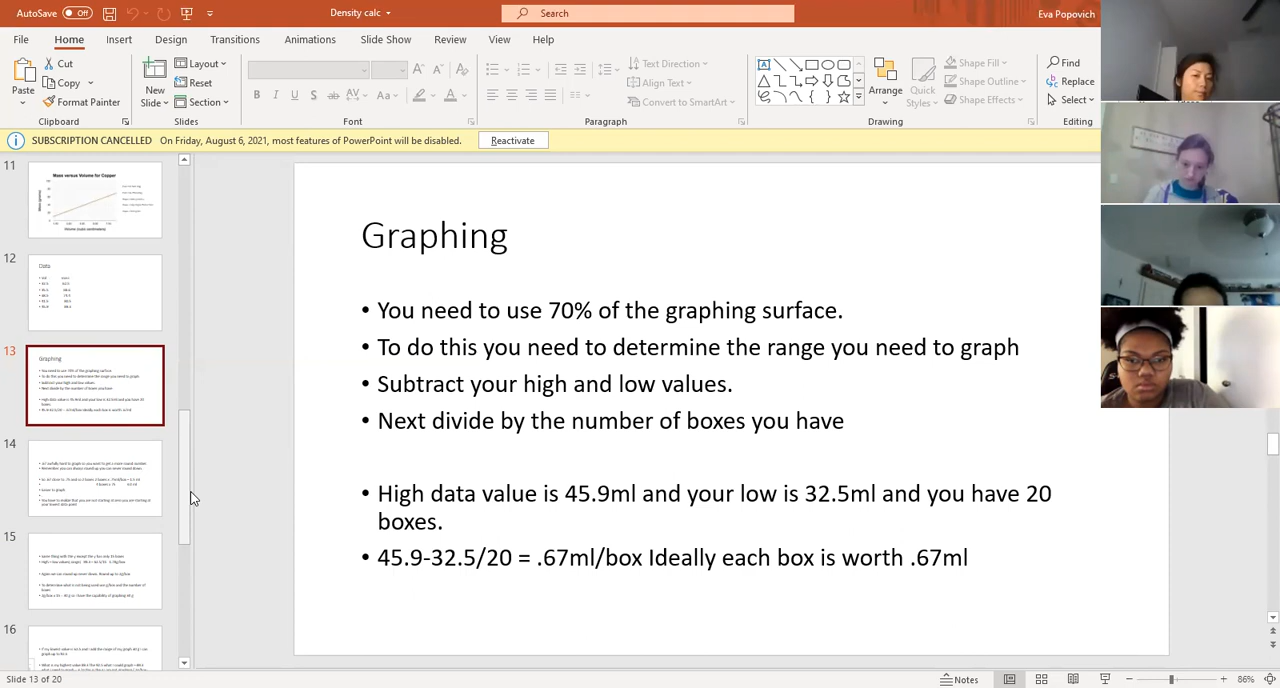 AutoSave Off
Density calc
Search
Eva Popovich
File Home Insert Design Transitions Animations Slide Show Review View Help
Paste
Cut
Copy
Format Painter
Clipboard
New Slide
Layout
Reset
Section
Slides
Font
Text Direction
Align Text
Convert to SmartArt
Paragraph
Arrange
Quick Styles
Shape Fill
Shape Outline
Shape Effects
Drawing
Find
Replace
Select
Editing
SUBSCRIPTION CANCELLED On Friday, August 6, 2021, most features of PowerPoint will be disabled. Reactivate
11
Mass versus Volume for Copper
12
Data
13
Graphing
14
15
16
Graphing
• You need to use 70% of the graphing surface.
• To do this you need to determine the range you need to graph
• Subtract your high and low values.
• Next divide by the number of boxes you have
• High data value is 45.9ml and your low is 32.5ml and you have 20
boxes.
• 45.9-32.5/20 = .67ml/box Ideally each box is worth .67ml
Slide 13 of 20
Notes
86%